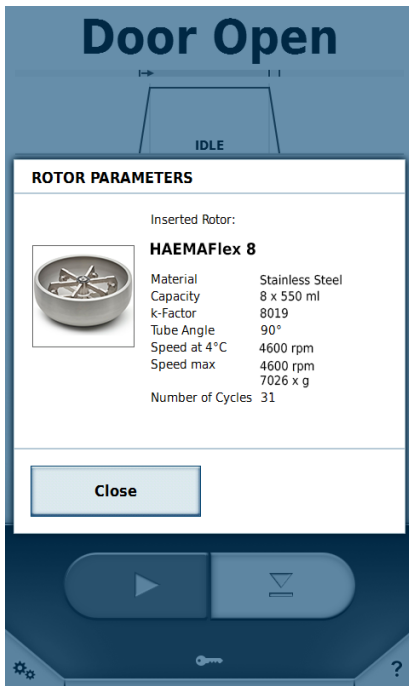 Door Open
IDLE
ROTOR PARAMETERS
Inserted Rotor:
HAEMAFlex 8
Material Stainless Steel
Capacity 8 x 550 ml
k-Factor 8019
Tube Angle 90°
Speed at 4°C 4600 rpm
Speed max 4600 rpm
7026 x g
Number of Cycles 31
Close
?